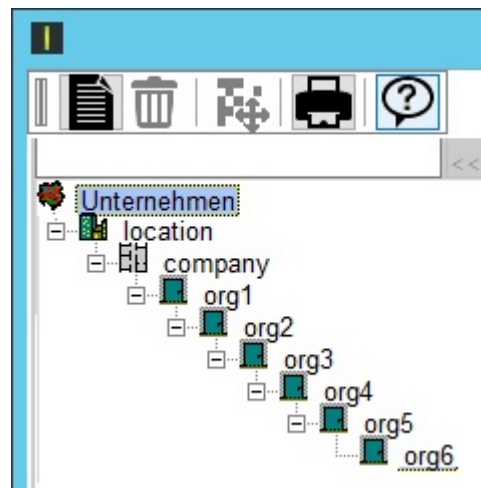 ?
<<
Unternehmen
location
company
org1
org2
org3
org4
org5
org6